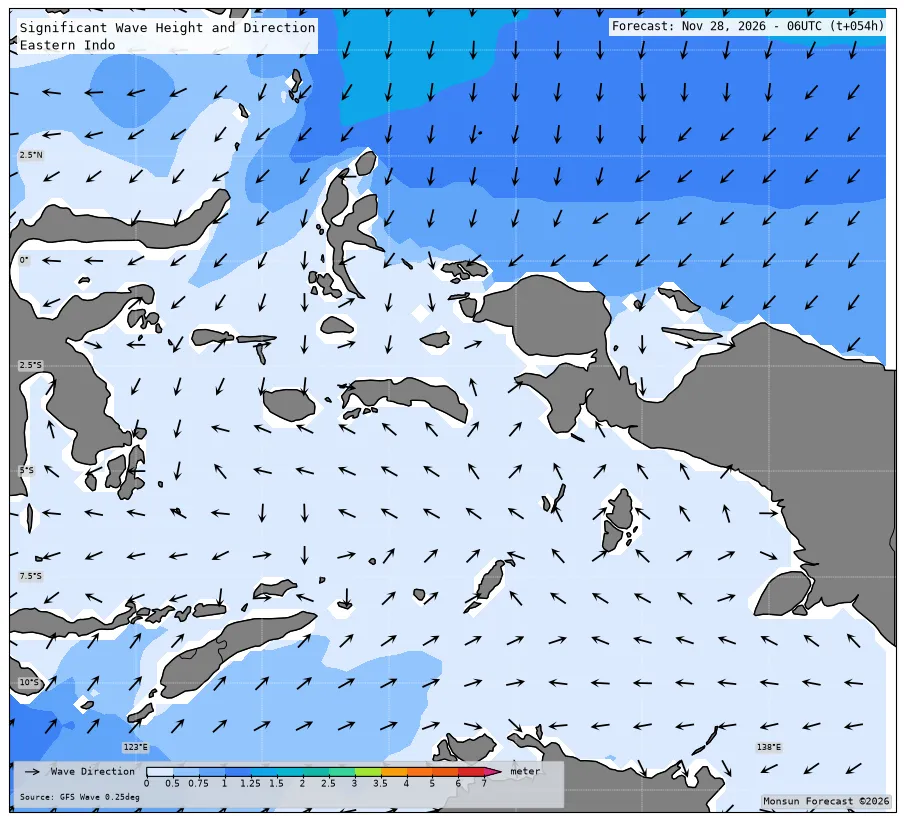 Significant Wave Height and Direction
Eastern Indo
Forecast: Nov 28, 2026 - 06UTC (t+054h)
2.5°N
0°
2.5°S
5°S
7.5°S
10°S
123°E
138°E
Wave Direction
meter
0 0.5 0.75 1 1.25 1.5 2 2.5 3 3.5 4 5 6 7
Source: GFS Wave 0.25deg
Monsun Forecast ©2026